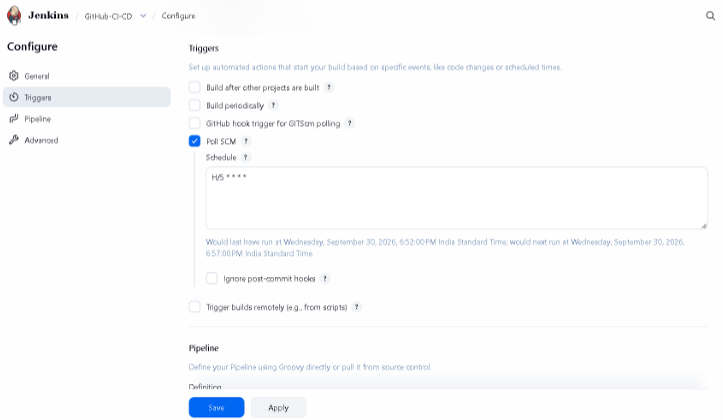 Jenkins / GitHub-CI-CD / Configure
Configure
General
Triggers
Pipeline
Advanced
Triggers
Set up automated actions that start your build based on specific events, like code changes or scheduled times.
Build after other projects are built ?
Build periodically ?
GitHub hook trigger for GITScm polling ?
Poll SCM ?
Schedule ?
H/5 * * * *
Would last have run at Wednesday, September 30, 2026, 6:52:00 PM India Standard Time; would next run at Wednesday, September 30, 2026,
6:57:00 PM India Standard Time.
Ignore post-commit hooks ?
Trigger builds remotely (e.g., from scripts) ?
Pipeline
Define your Pipeline using Groovy directly or pull it from source control.
Definition
Save
Apply